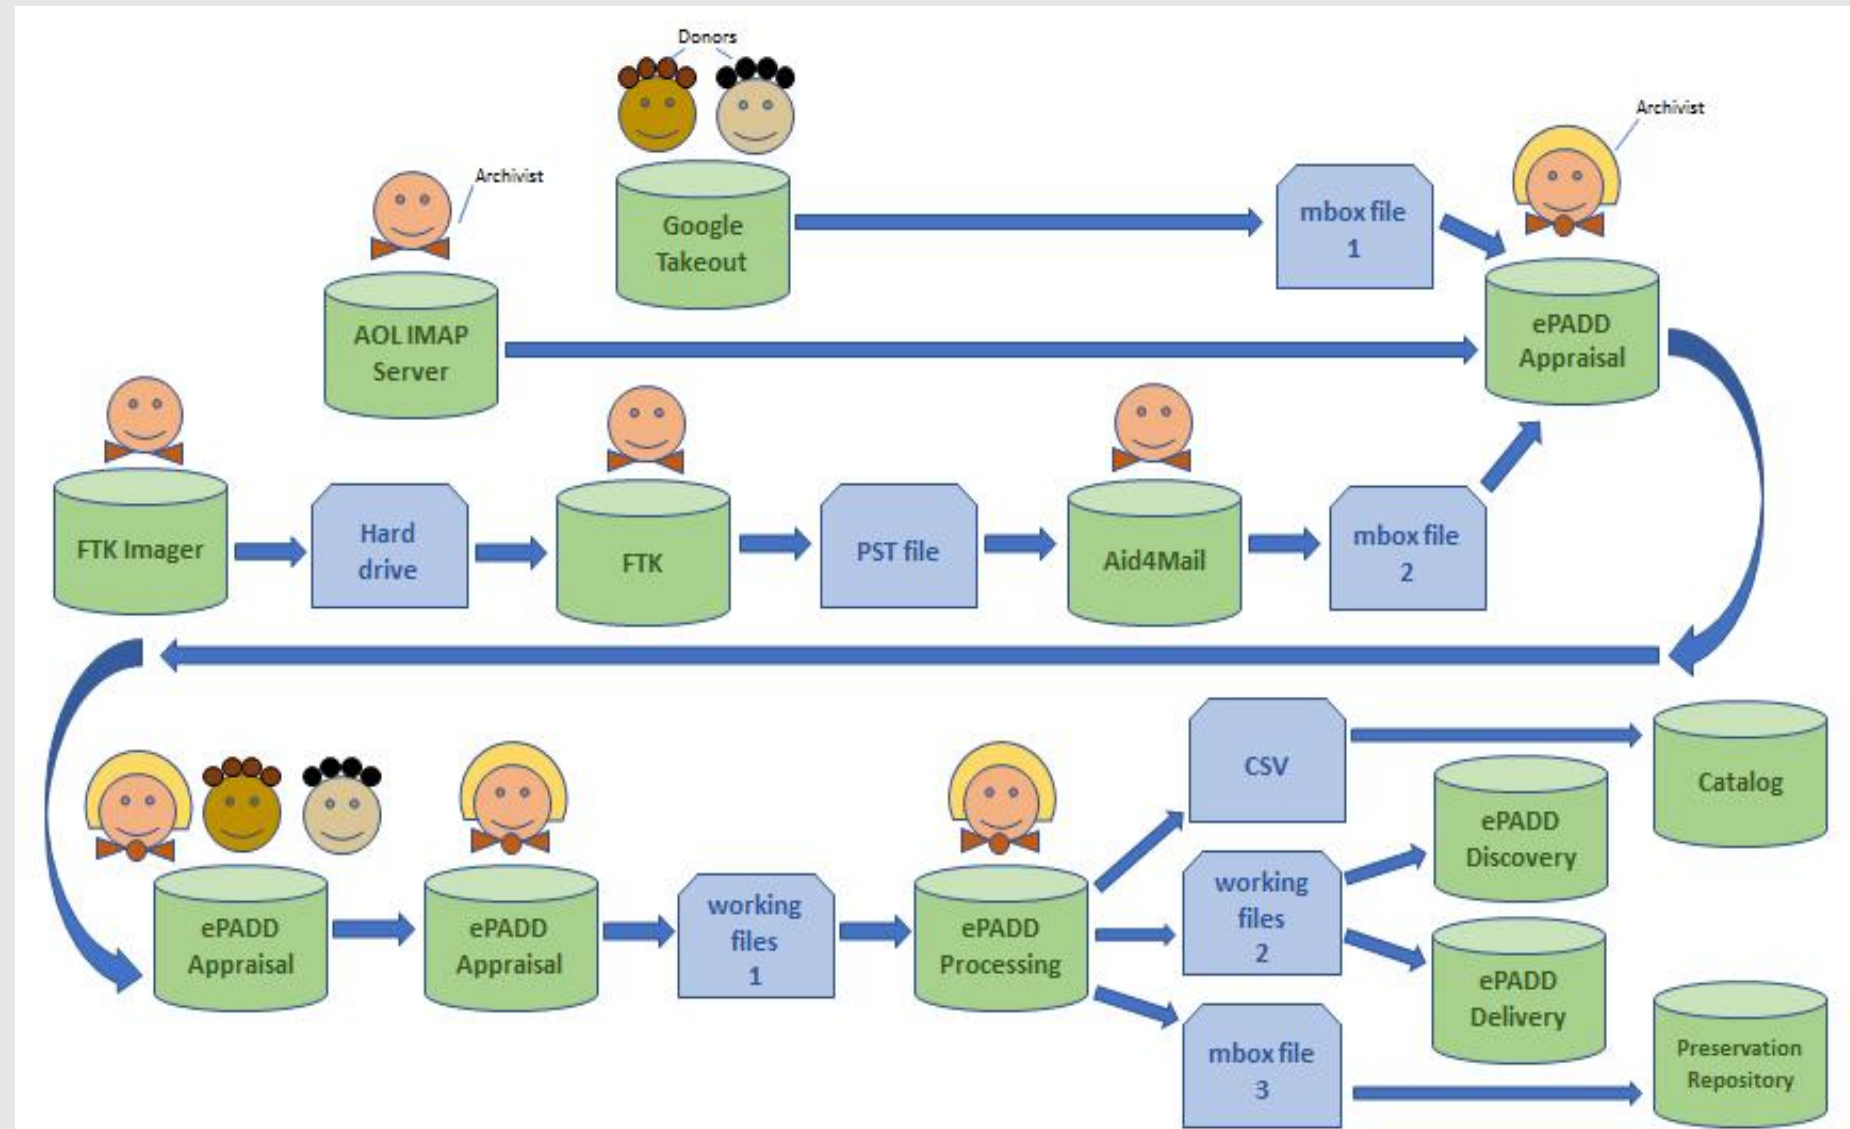 Donors
Archivist
Archivist
Google
Takeout
mbox file
1
AOL IMAP
Server
ePADD
Appraisal
FTK Imager
Hard
drive
FTK
PST file
Aid4Mail
mbox file
2
CSV
Catalog
ePADD
Discovery
ePADD
Appraisal
ePADD
Appraisal
working
files
1
ePADD
Processing
working
files
2
ePADD
Delivery
mbox file
3
Preservation
Repository